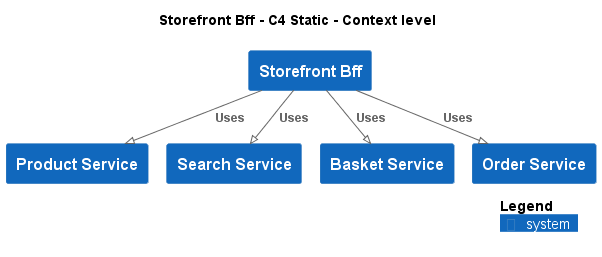 Storefront Bff - C4 Static - Context level
Storefront Bff
Uses
Uses
Uses
Uses
Product Service
Search Service
Basket Service
Order Service
Legend
system